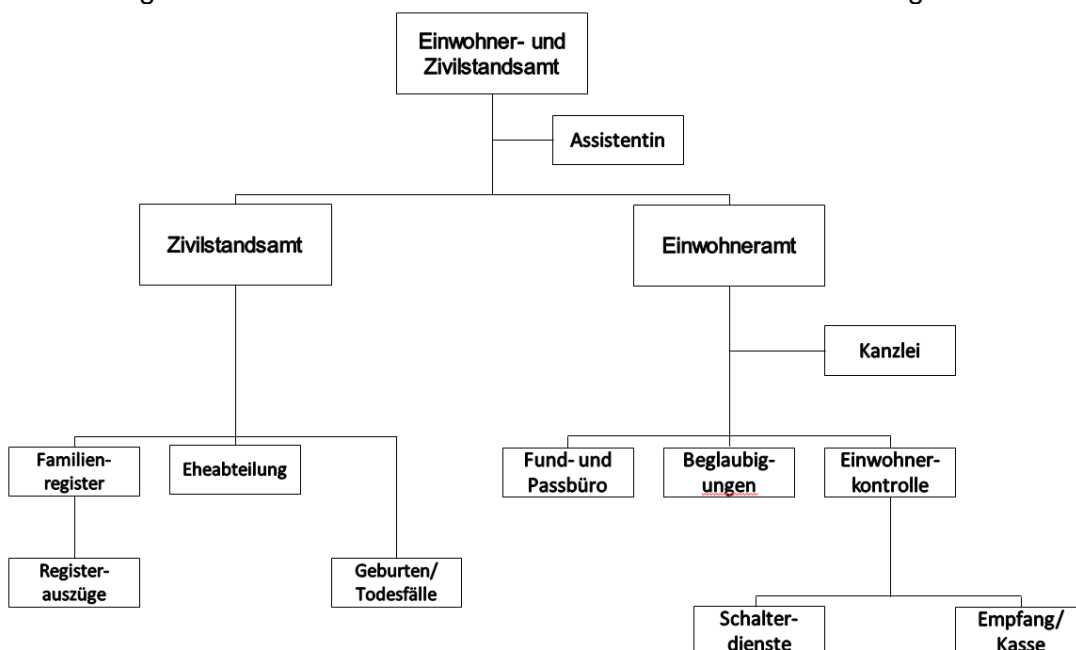 Einwohner- und
Zivilstandsamt
Assistentin
Zivilstandsamt
Einwohneramt
Kanzlei
Familien-
register
Eheabteilung
Fund- und
Passbüro
Beglaubig-
ungen
Einwohner-
kontrolle
Register-
auszüge
Geburten/
Todesfälle
Schalter-
dienste
Empfang/
Kasse